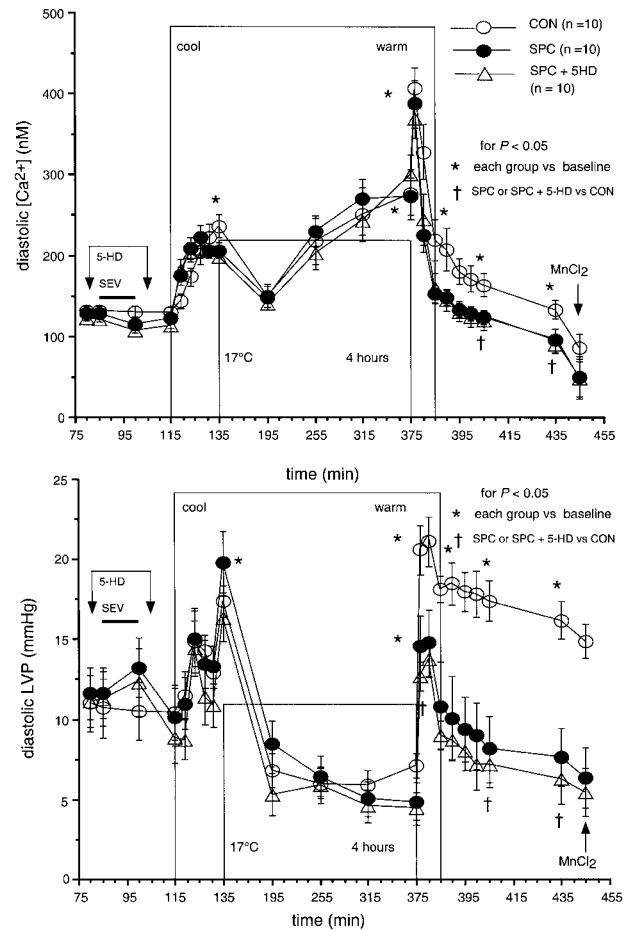 500
400
300
200
100
0
diastolic [Ca2+] (nM)
cool
warm
CON (n =10)
SPC (n =10)
SPC + 5HD
(n = 10)
for P < 0.05
* each group vs baseline
† SPC or SPC + 5-HD vs CON
*
*
*
*
*
*
5-HD
SEV
MnCl2
17°C
4 hours
†
†
75 95 115 135 195 255 315 375 395 415 435 455
time (min)
25
20
15
10
5
0
diastolic LVP (mmHg)
cool
warm
for P < 0.05
* each group vs baseline
† SPC or SPC + 5-HD vs CON
*
*
*
*
*
*
5-HD
SEV
†
†
†
17°C
4 hours
MnCl2
75 95 115 135 195 255 315 375 395 415 435 455
time (min)